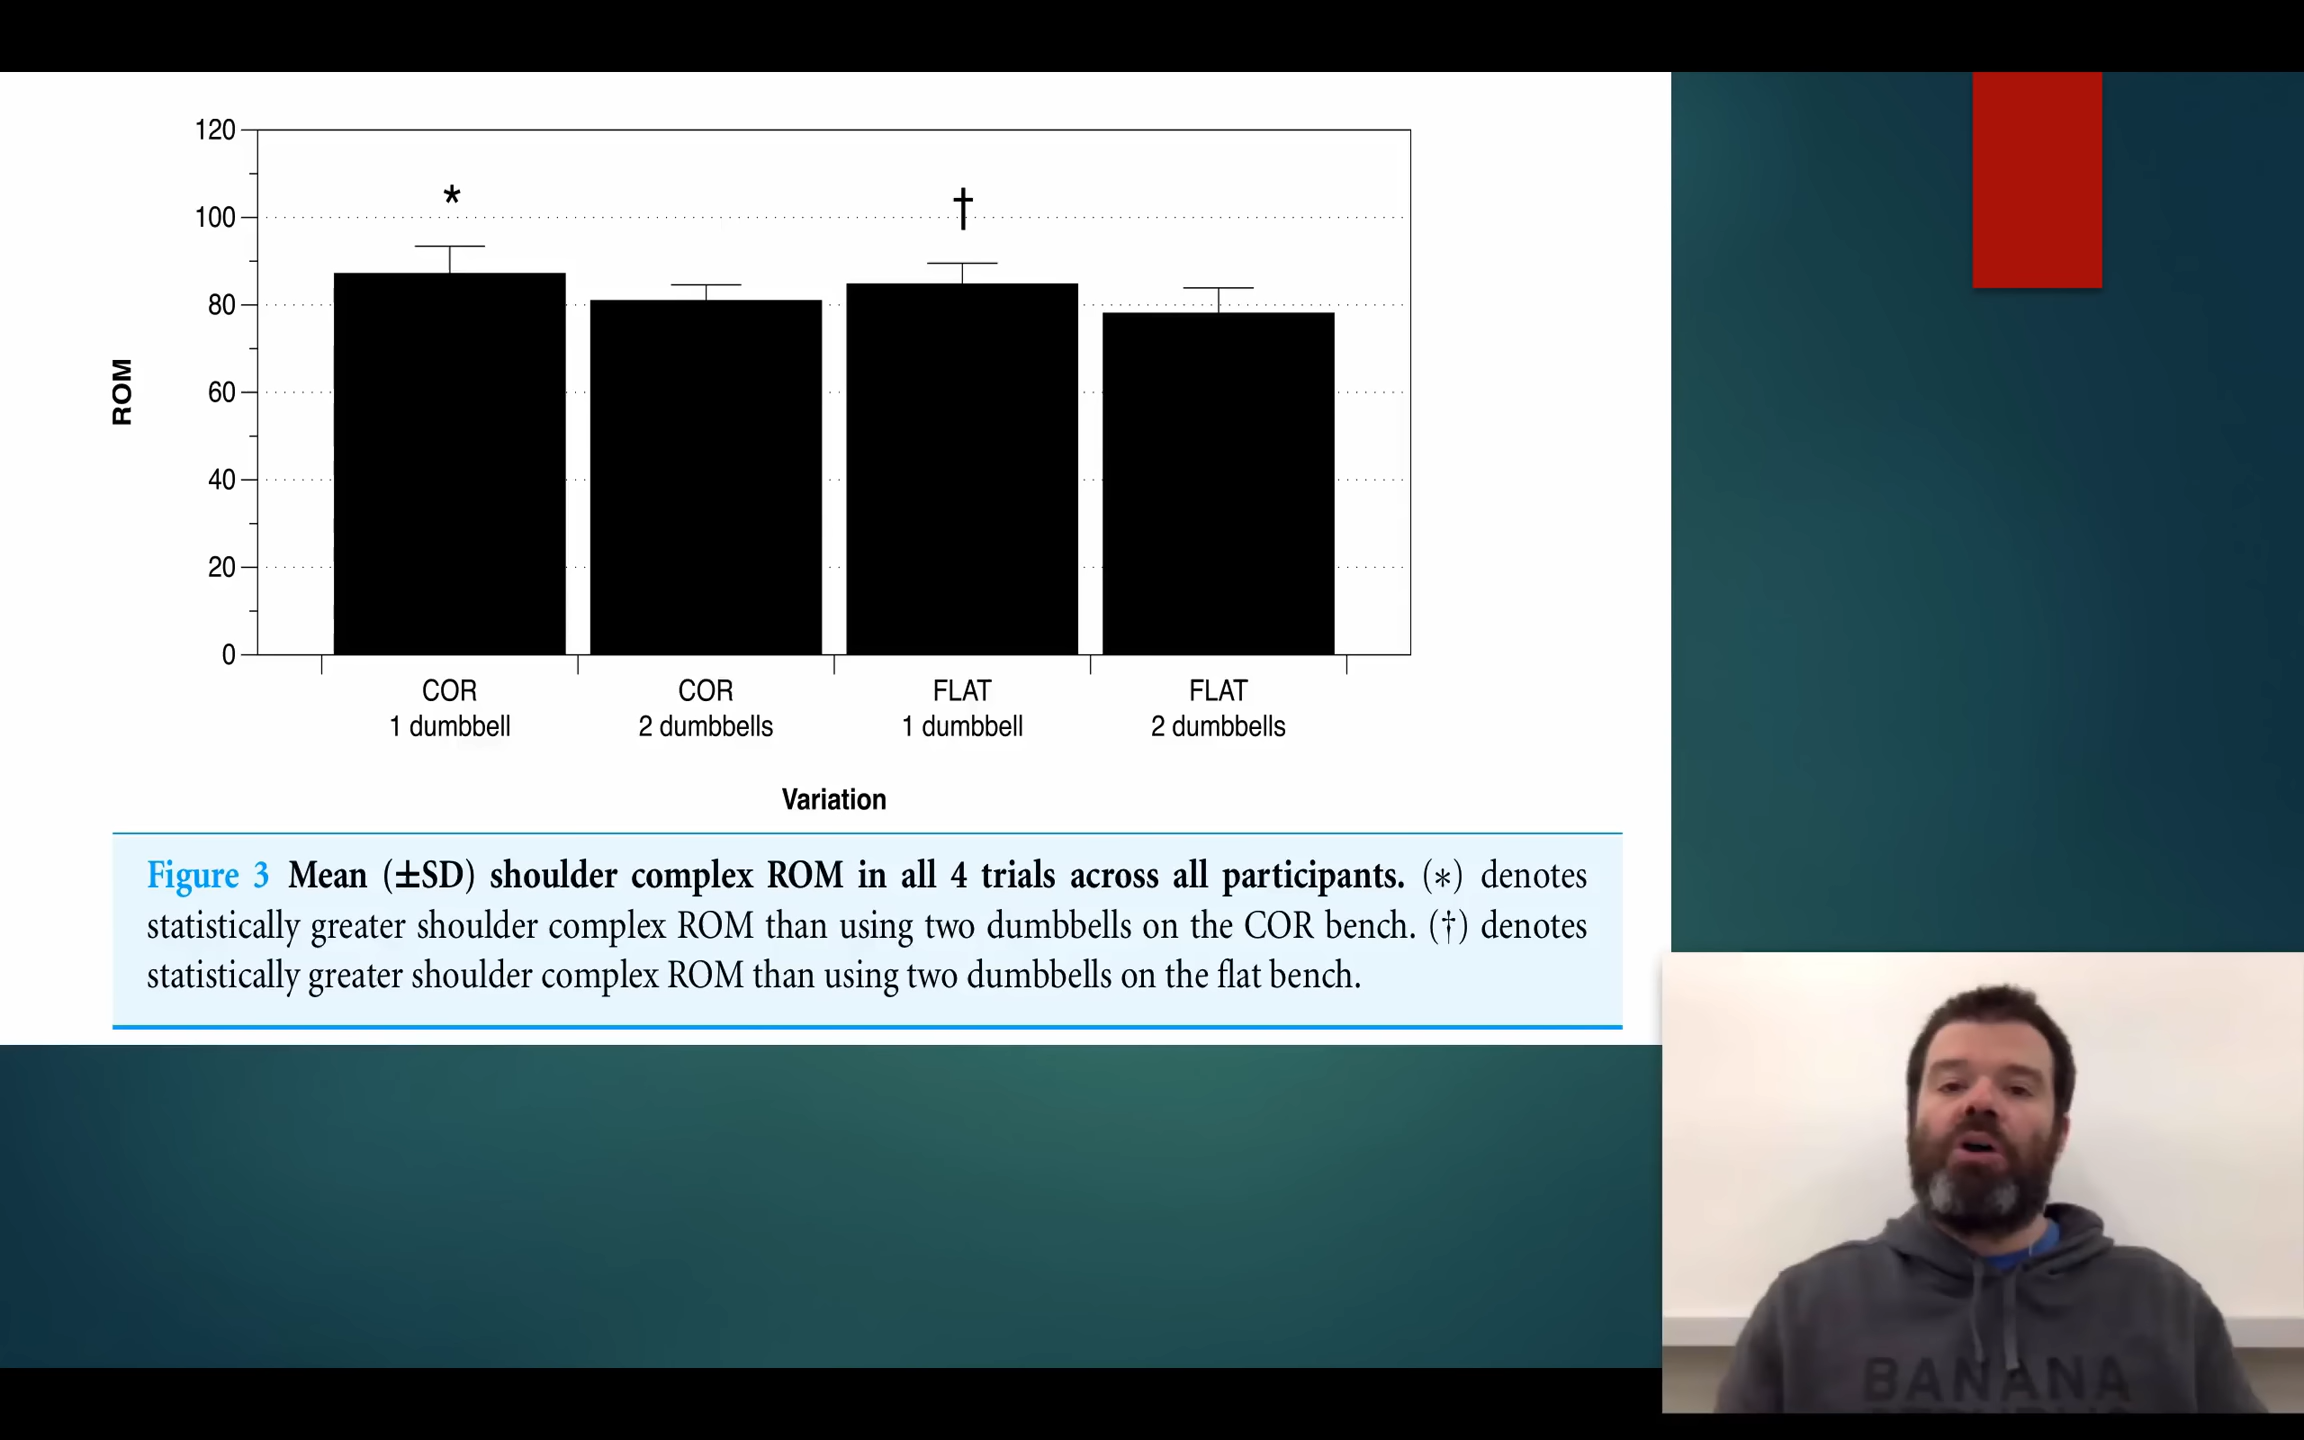 120
100
80
60
40
20
0
ROM
*
†
COR
1 dumbbell
COR
2 dumbbells
FLAT
1 dumbbell
FLAT
2 dumbbells
Variation
Figure 3 Mean (±SD) shoulder complex ROM in all 4 trials across all participants. (*) denotes
statistically greater shoulder complex ROM than using two dumbbells on the COR bench. (†) denotes
statistically greater shoulder complex ROM than using two dumbbells on the flat bench.
BANANA